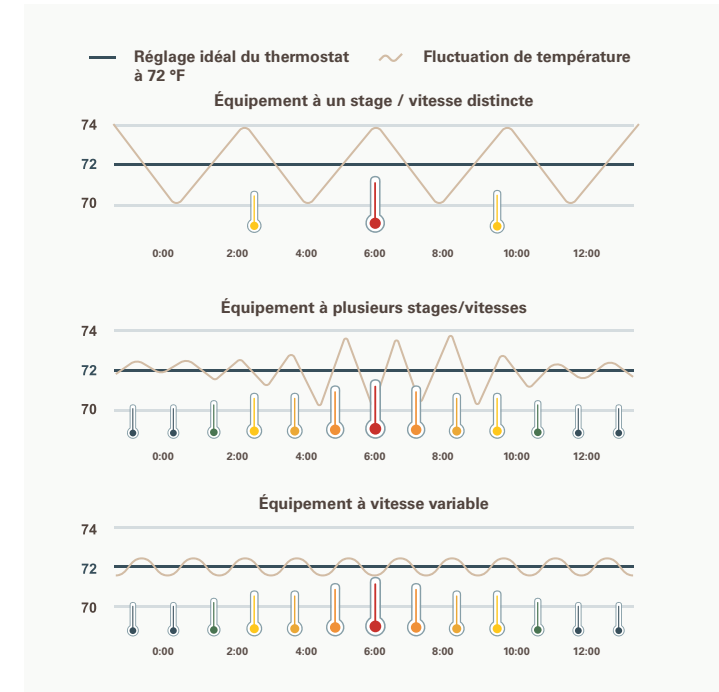 Réglage idéal du thermostat
à 72 °F
Fluctuation de température
Équipement à un stage / vitesse distincte
74
72
70
0:00 2:00 4:00 6:00 8:00 10:00 12:00
Équipement à plusieurs stages/vitesses
74
72
70
0:00 2:00 4:00 6:00 8:00 10:00 12:00
Équipement à vitesse variable
74
72
70
0:00 2:00 4:00 6:00 8:00 10:00 12:00